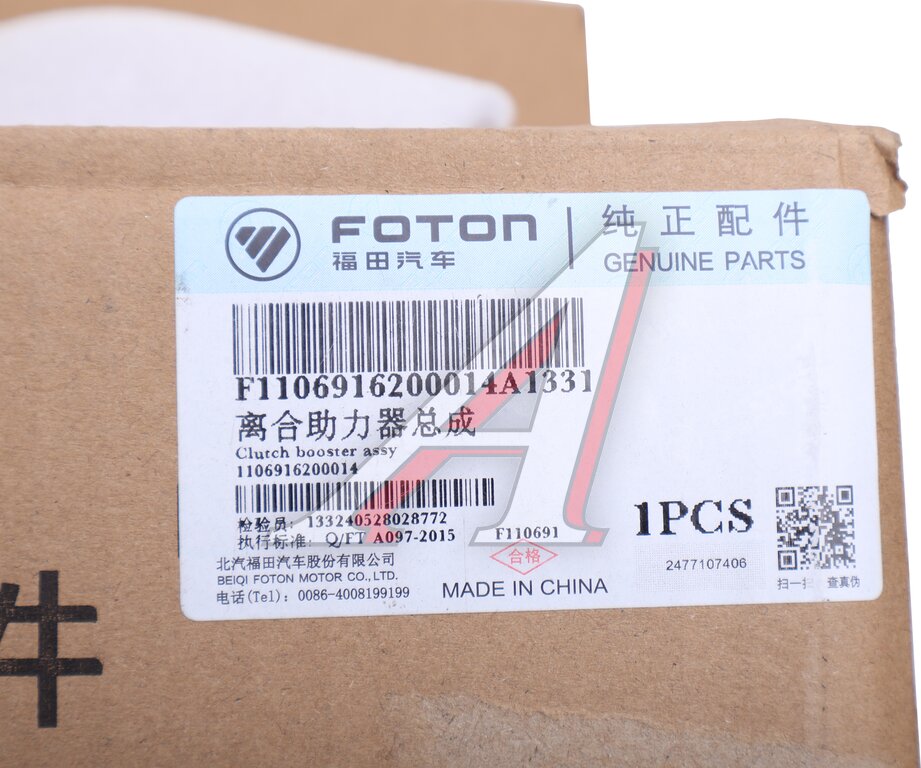 FOTON
福田汽车
纯正配件
GENUINE PARTS
F1106916200014A1331
离合助力器总成
Clutch booster assy
1106916200014
检验员: 133240528028772
执行标准: Q/FT A097-2015
F110691
合格
1PCS
2477107406
扫一扫 查真伪
北汽福田汽车股份有限公司
BEIQI FOTON MOTOR CO.,LTD.
电话(Tel): 0086-4008199199
MADE IN CHINA
件